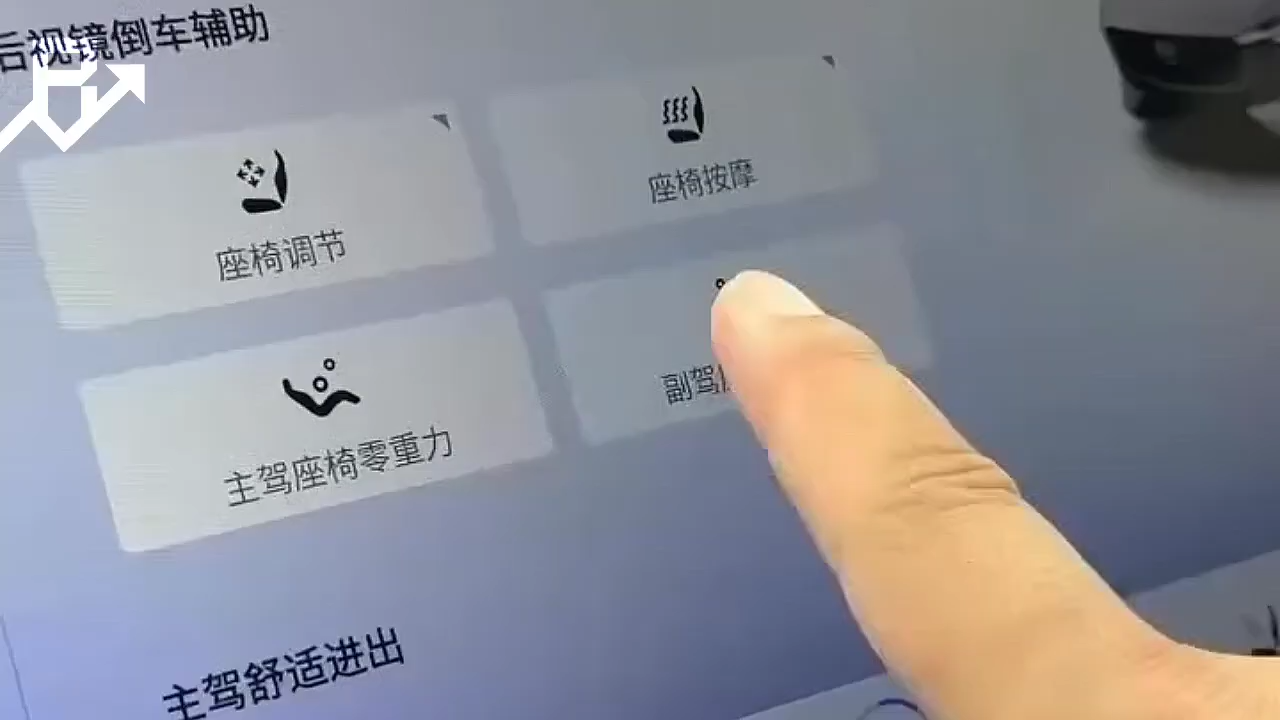 后视镜倒车辅助
座椅调节
座椅按摩
主驾座椅零重力
副驾
主驾舒适进出